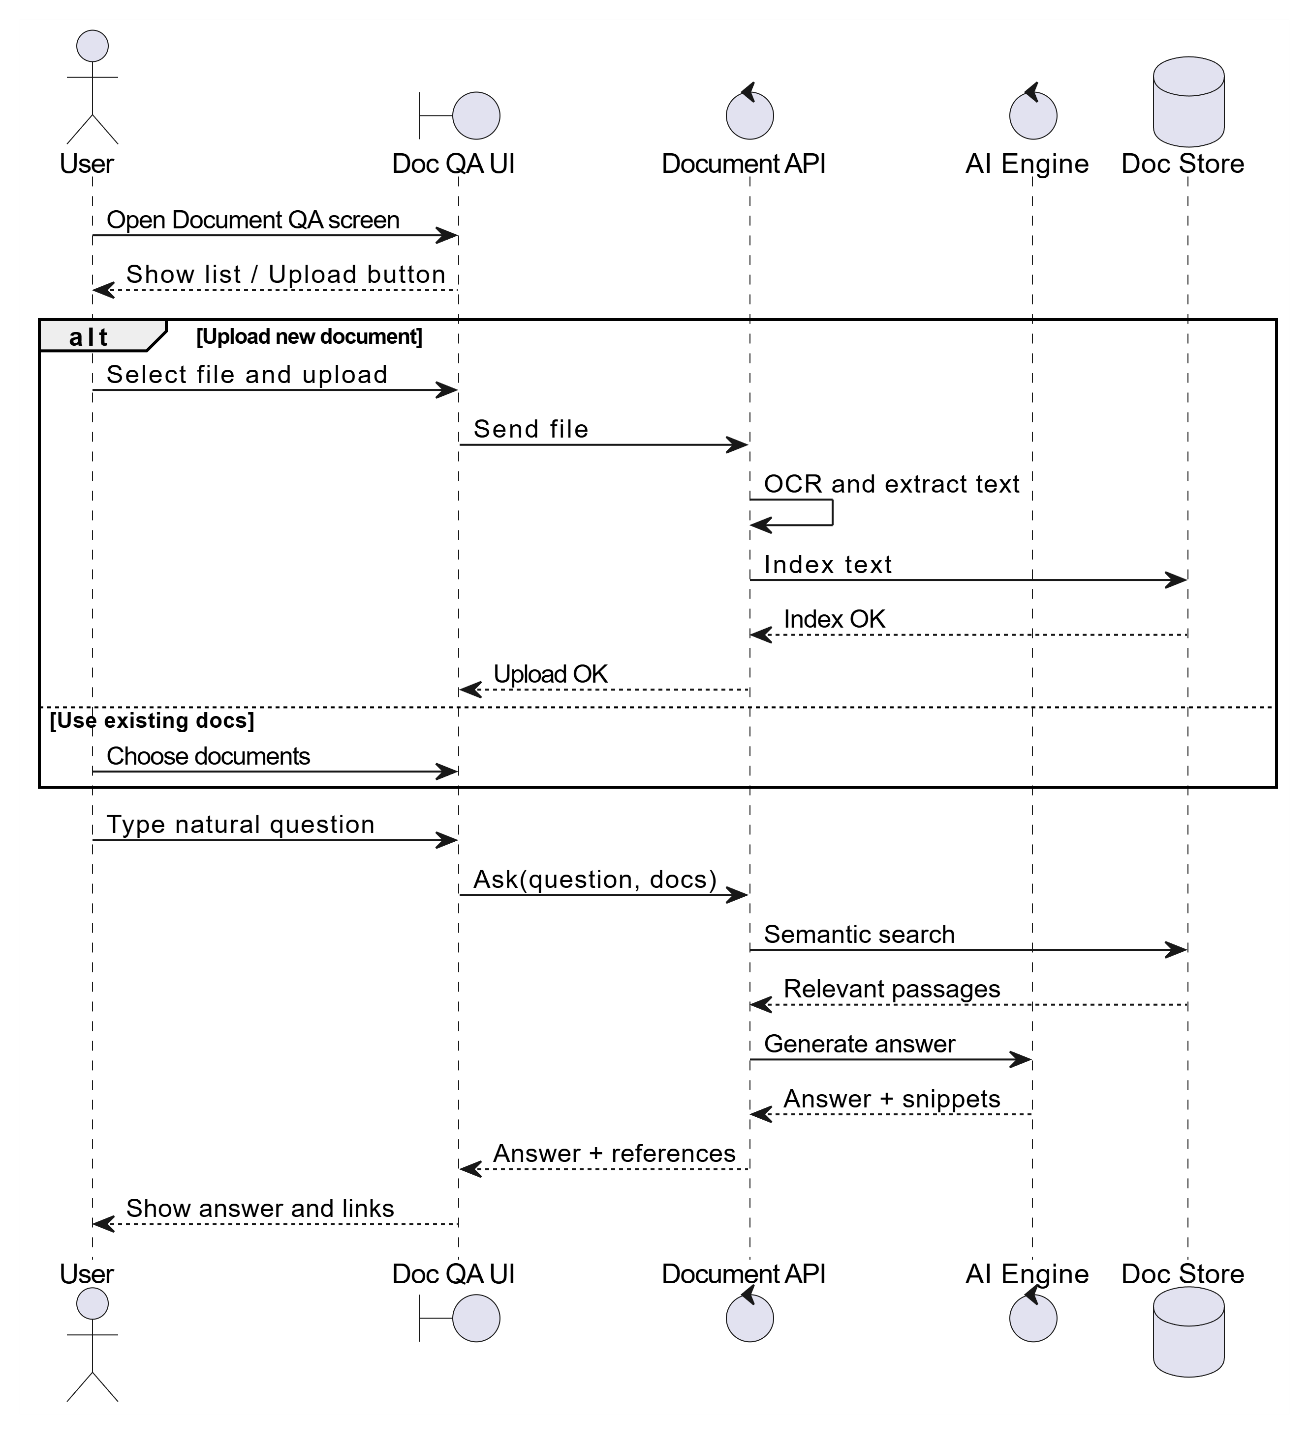 User
Doc QA UI
Document API
AI Engine
Doc Store
Open Document QA screen
Show list / Upload button
alt
[Upload new document]
Select file and upload
Send file
OCR and extract text
Index text
Index OK
Upload OK
[Use existing docs]
Choose documents
Type natural question
Ask(question, docs)
Semantic search
Relevant passages
Generate answer
Answer + snippets
Answer + references
Show answer and links
User
Doc QA UI
Document API
AI Engine
Doc Store